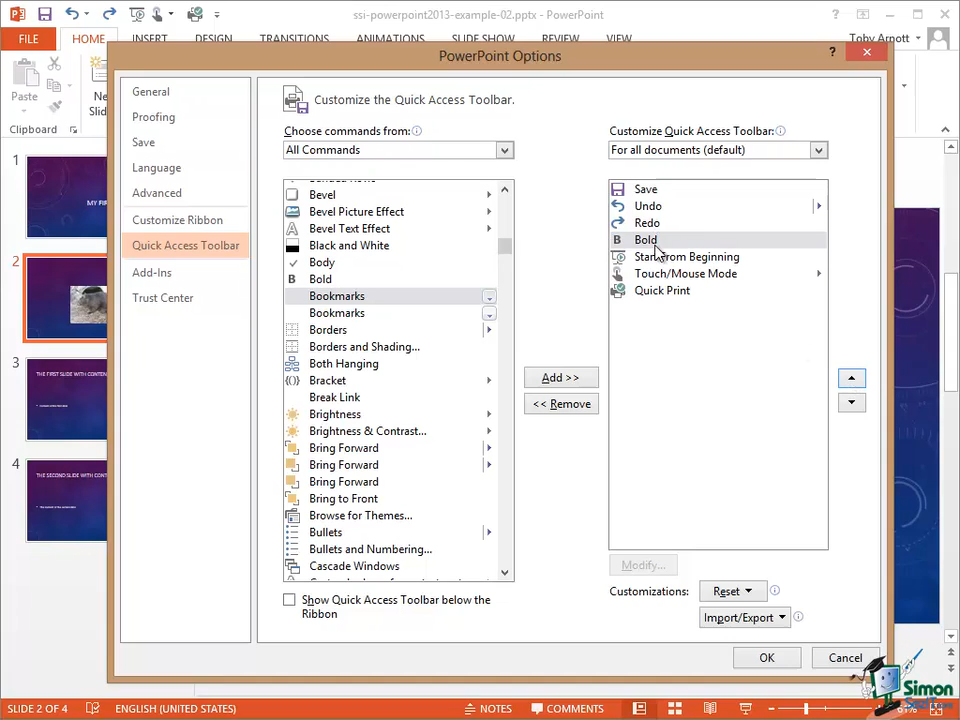 ssi-powerpoint2013-example-02.pptx - PowerPoint
FILE HOME INSERT DESIGN TRANSITIONS ANIMATIONS SLIDE SHOW REVIEW VIEW Toby Arnott
Paste
Clipboard
PowerPoint Options
General
Proofing
Save
Language
Advanced
Customize Ribbon
Quick Access Toolbar
Add-Ins
Trust Center
Customize the Quick Access Toolbar.
Choose commands from:
All Commands
Bevel
Bevel Picture Effect
Bevel Text Effect
Black and White
Body
B Bold
Bookmarks
Bookmarks
Borders
Borders and Shading...
Both Hanging
Bracket
Break Link
Brightness
Brightness & Contrast...
Bring Forward
Bring Forward
Bring Forward
Bring to Front
Browse for Themes...
Bullets
Bullets and Numbering...
Cascade Windows
Show Quick Access Toolbar below the
Ribbon
Add >>
<< Remove
Customize Quick Access Toolbar:
For all documents (default)
Save
Undo
Redo
B Bold
Start From Beginning
Touch/Mouse Mode
Quick Print
Modify...
Customizations: Reset
Import/Export
OK Cancel
1
2
3
4
SLIDE 2 OF 4 ENGLISH (UNITED STATES) NOTES COMMENTS
Simon